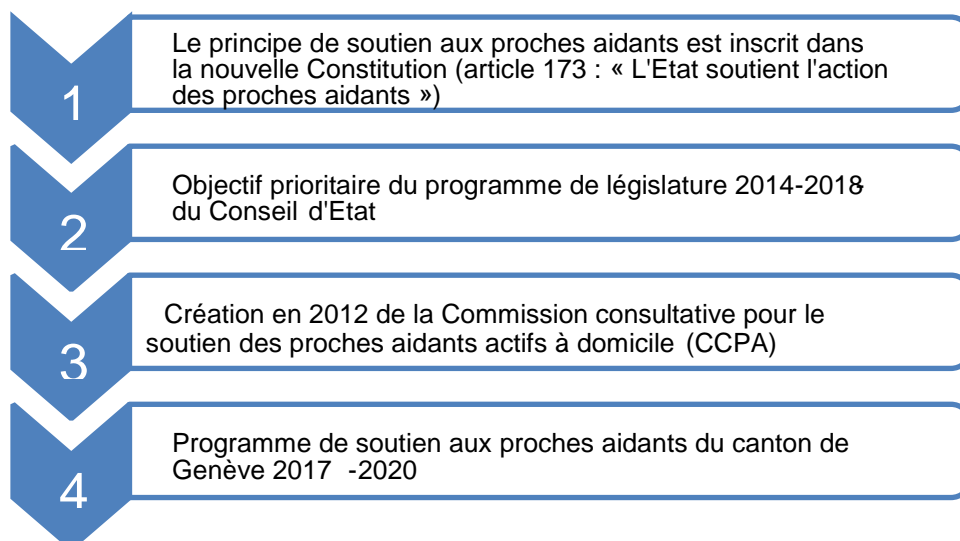 1
Le principe de soutien aux proches aidants est inscrit dans
la nouvelle Constitution (article 173 : « L'Etat soutient l'action
des proches aidants »)
2
Objectif prioritaire du programme de législature 2014-2018-
du Conseil d'Etat
3
Création en 2012 de la Commission consultative pour le
soutien des proches aidants actifs à domicile (CCPA)
4
Programme de soutien aux proches aidants du canton de
Genève 2017 -2020